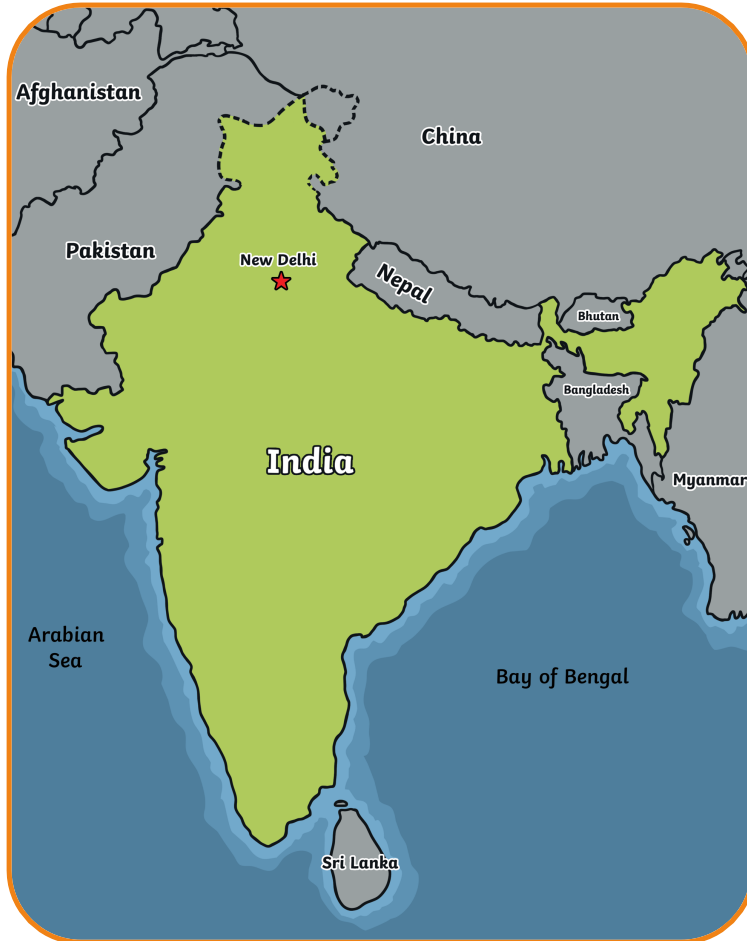 Afghanistan
China
Pakistan
New Delhi
Nepal
Bhutan
Bangladesh
India
Myanmar
Arabian
Sea
Bay of Bengal
Sri Lanka